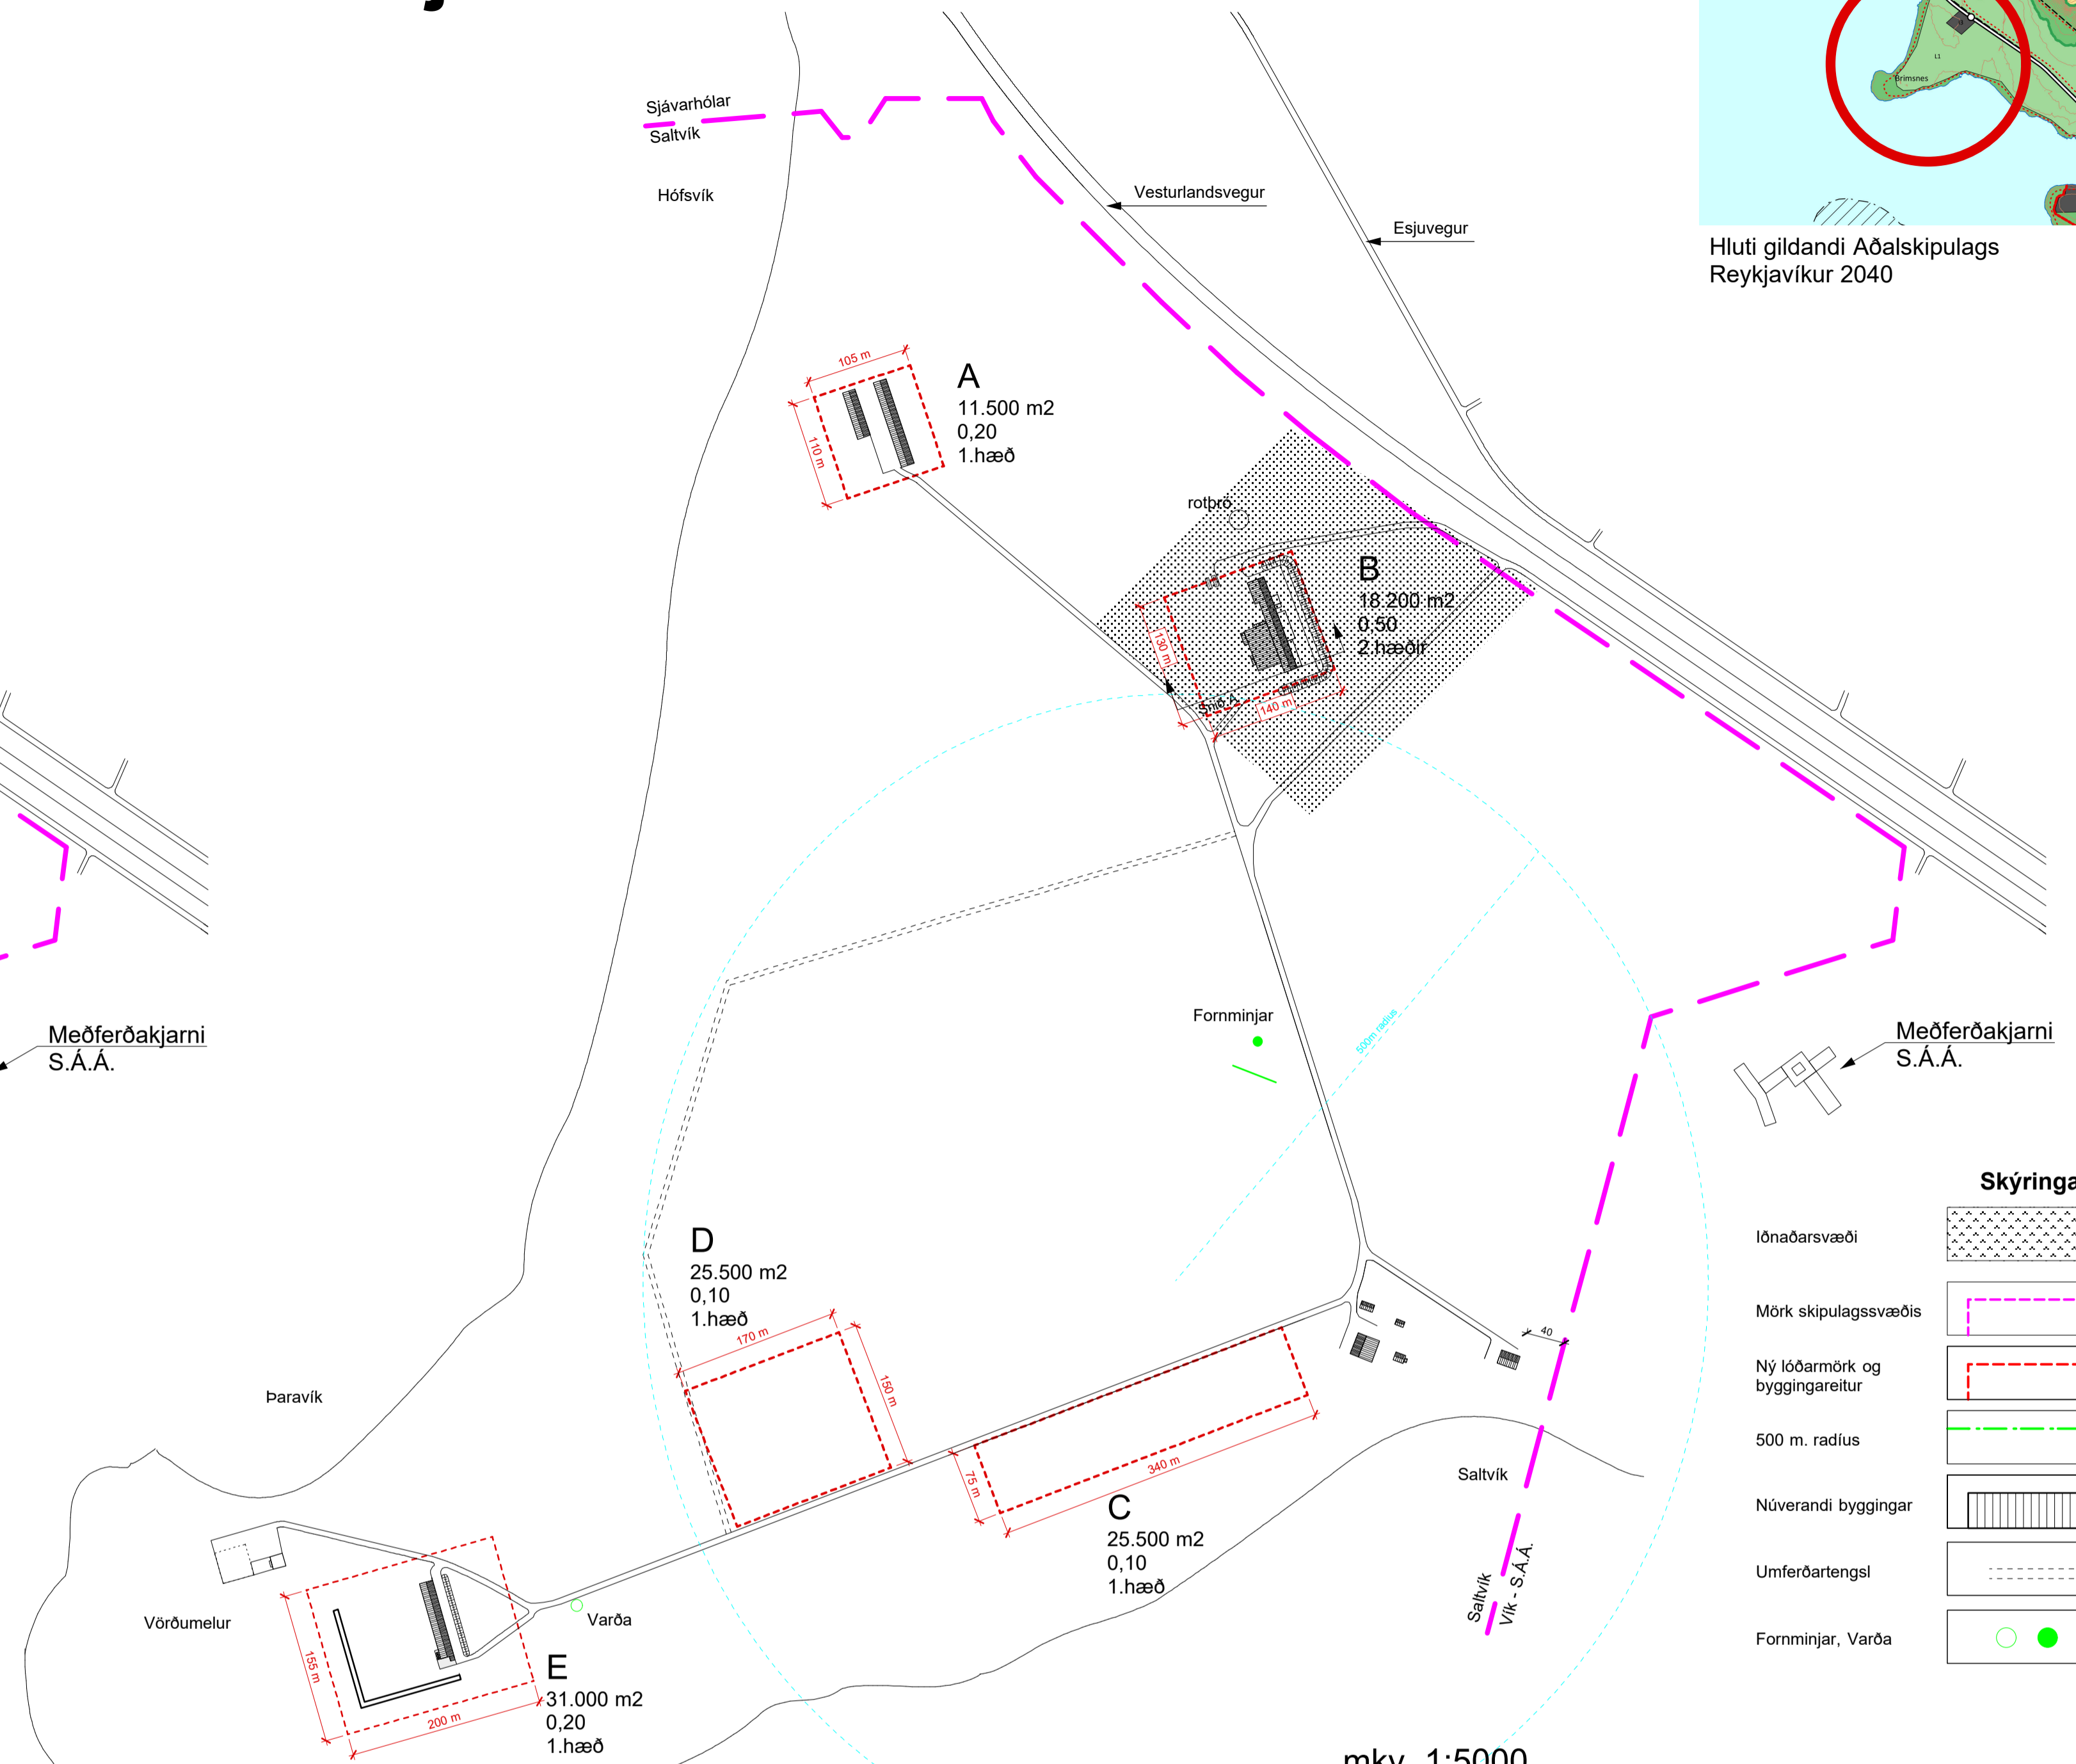 Sjávarhólar
Saltvík
Hófsvík
Vesturlandsvegur
Esjuvegur
Brimsnes
L1
Hluti gildandi Aðalskipulags
Reykjavíkur 2040
105 m
110 m
A
11.500 m2
0,20
1.hæð
rotþró
B
18.200 m2
0.50
2.hæðir
130 m
140 m
Snið A
Fornminjar
500m radíus
Meðferðakjarni
S.Á.Á.
Meðferðakjarni
S.Á.Á.
D
25.500 m2
0,10
1.hæð
170 m
150 m
40
Þaravík
75 m
340 m
C
25.500 m2
0,10
1.hæð
Saltvík
Saltvík
Vík - S.Á.Á.
Vörðumelur
Varða
155 m
200 m
E
31.000 m2
0,20
1.hæð
Iðnaðarsvæði
Mörk skipulagssvæðis
Ný lóðarmörk og
byggingareitur
500 m. radíus
Núverandi byggingar
Umferðartengsl
Fornminjar, Varða
mkv. 1:5000